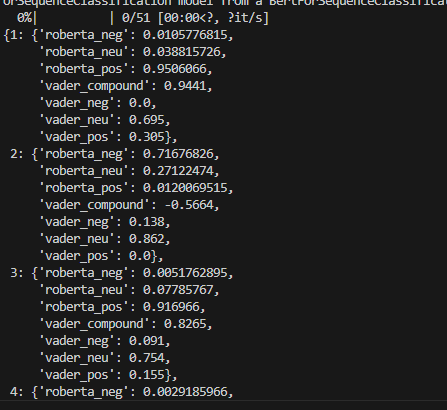 orSequenceClassification model from a BertForSequenceClassificat
0%| | 0/51 [00:00<?, ?it/s]
{1: {'roberta_neg': 0.0105776815,
'roberta_neu': 0.038815726,
'roberta_pos': 0.9506066,
'vader_compound': 0.9441,
'vader_neg': 0.0,
'vader_neu': 0.695,
'vader_pos': 0.305},
2: {'roberta_neg': 0.71676826,
'roberta_neu': 0.27122474,
'roberta_pos': 0.0120069515,
'vader_compound': -0.5664,
'vader_neg': 0.138,
'vader_neu': 0.862,
'vader_pos': 0.0},
3: {'roberta_neg': 0.0051762895,
'roberta_neu': 0.07785767,
'roberta_pos': 0.916966,
'vader_compound': 0.8265,
'vader_neg': 0.091,
'vader_neu': 0.754,
'vader_pos': 0.155},
4: {'roberta_neg': 0.0029185966,